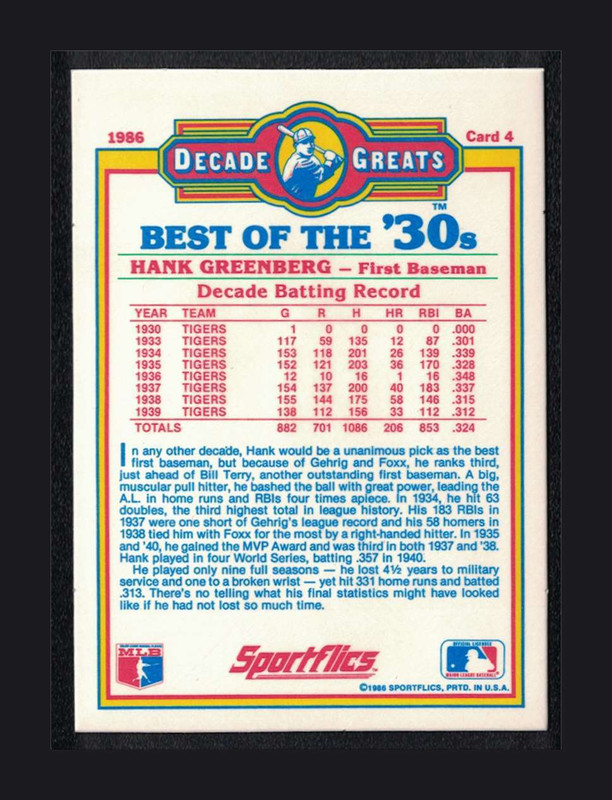 1986
Card 4
DECADE GREATS
TM
BEST OF THE '30s
HANK GREENBERG – First Baseman
Decade Batting Record
YEAR TEAM G R H HR RBI BA
1930 TIGERS 1 0 0 0 0 .000
1933 TIGERS 117 59 135 12 87 .301
1934 TIGERS 153 118 201 26 139 .339
1935 TIGERS 152 121 203 36 170 .328
1936 TIGERS 12 10 16 1 16 .348
1937 TIGERS 154 137 200 40 183 .337
1938 TIGERS 155 144 175 58 146 .315
1939 TIGERS 138 112 156 33 112 .312
TOTALS 882 701 1086 206 853 .324
In any other decade, Hank would be a unanimous pick as the best
first baseman, but because of Gehrig and Foxx, he ranks third,
just ahead of Bill Terry, another outstanding first baseman. A big,
muscular pull hitter, he bashed the ball with great power, leading the
A.L. in home runs and RBIs four times apiece. In 1934, he hit 63
doubles, the third highest total in league history. His 183 RBIs in
1937 were one short of Gehrig's league record and his 58 homers in
1938 tied him with Foxx for the most by a right-handed hitter. In 1935
and '40, he gained the MVP Award and was third in both 1937 and '38.
Hank played in four World Series, batting .357 in 1940.
He played only nine full seasons — he lost 4½ years to military
service and one to a broken wrist — yet hit 331 home runs and batted
.313. There's no telling what his final statistics might have looked
like if he had not lost so much time.
MLB
Sportflics
OFFICIAL LICENSEE
MAJOR LEAGUE BASEBALL
©1986 SPORTFLICS, PRTD. IN U.S.A.